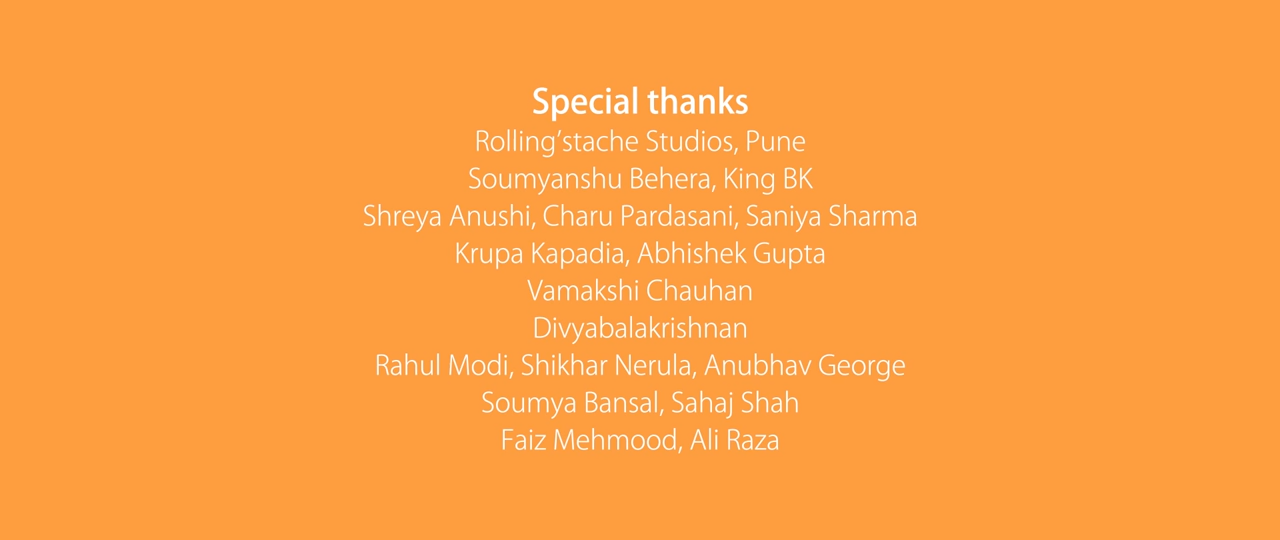 Special thanks
Rolling’stache Studios, Pune
Soumyanshu Behera, King BK
Shreya Anushi, Charu Pardasani, Saniya Sharma
Krupa Kapadia, Abhishek Gupta
Vamakshi Chauhan
Divyabalakrishnan
Rahul Modi, Shikhar Nerula, Anubhav George
Soumya Bansal, Sahaj Shah
Faiz Mehmood, Ali Raza